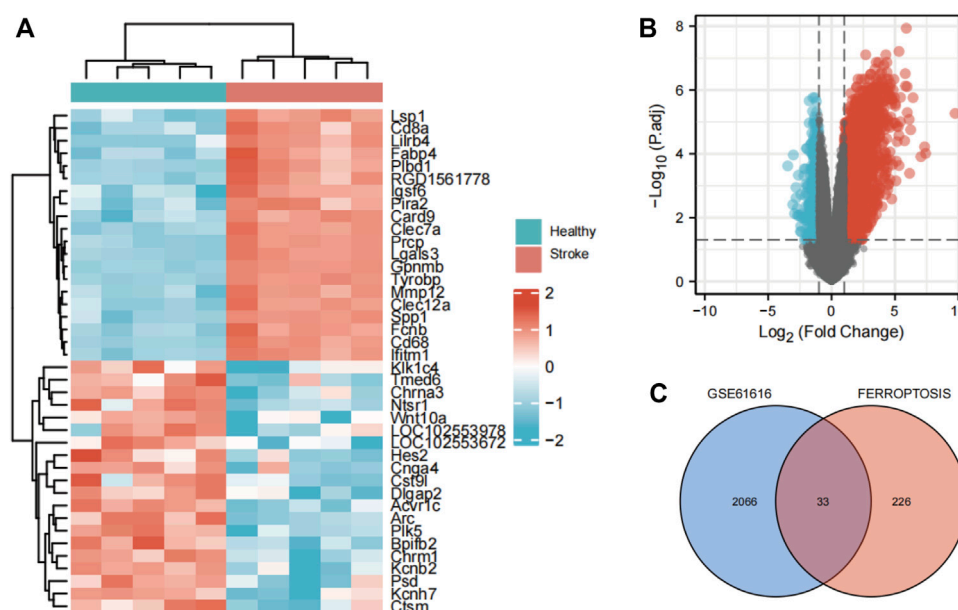 A
Lsp1
Cd8a
Lilrb4
Fabp4
Plbd1
RGD1561778
Igsf6
Pira2
Card9
Clec7a
Prcp
Lgals3
Gpnmb
Tyrobp
Mmp12
Clec12a
Spp1
Fcnb
Cd68
Ifitm1
Klk1c4
Tmed6
Chrna3
Ntsr1
Wnt10a
LOC102553978
LOC102553672
Hes2
Cnga4
Cst9l
Dlgap2
Acvr1c
Arc
Plk5
Bpifb2
Chrm1
Kcnp2
Psd
Kcnh7
Ctsm
Healthy
Stroke
2
1
0
−1
−2
B
−Log10 (P.adj)
8
6
4
2
0
−10
−5
0
5
10
Log2 (Fold Change)
C
GSE61616
FERROPTOSIS
2066
33
226